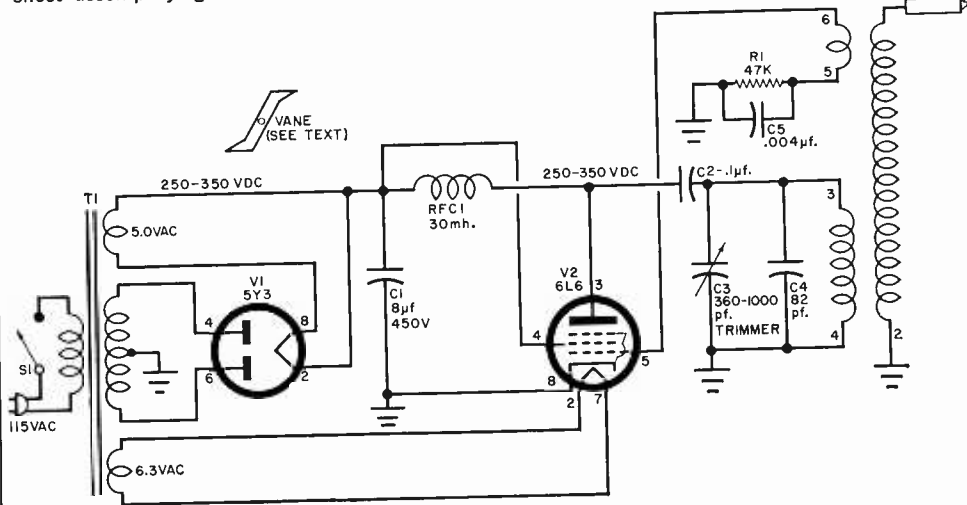 6
R1
47K
5
VANE
(SEE TEXT)
C5
.004µf.
C2-.1µf.
250-350 VDC
250-350 VDC
T1
3
RFC1
30mh.
5.0VAC
V1
5Y3
V2
6L6
3
C1
8µf
450V
C3
360-1000
pf.
TRIMMER
C4
82
pf.
4
8
4
5
4
2
6
2
8
2
7
S1
115VAC
6.3VAC